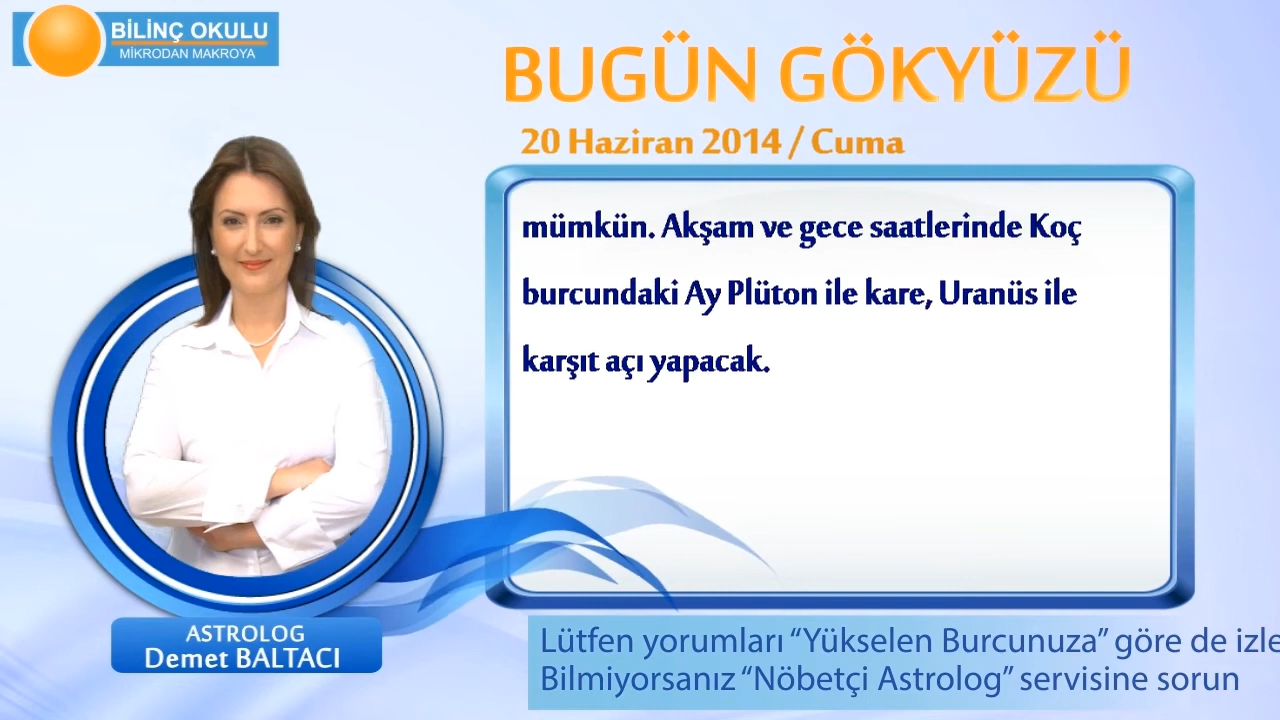 BİLİNÇ OKULU
MİKRODAN MAKROYA
BUGÜN GÖKYÜZÜ
20 Haziran 2014 / Cuma
mümkün. Akşam ve gece saatlerinde Koç
burcundaki Ay Plüton ile kare, Uranüs ile
karşıt açı yapacak.
ASTROLOG
Demet BALTACI
Lütfen yorumları “Yükselen Burcunuza” göre de izle
Bilmiyorsanız “Nöbetçi Astrolog” servisine sorun